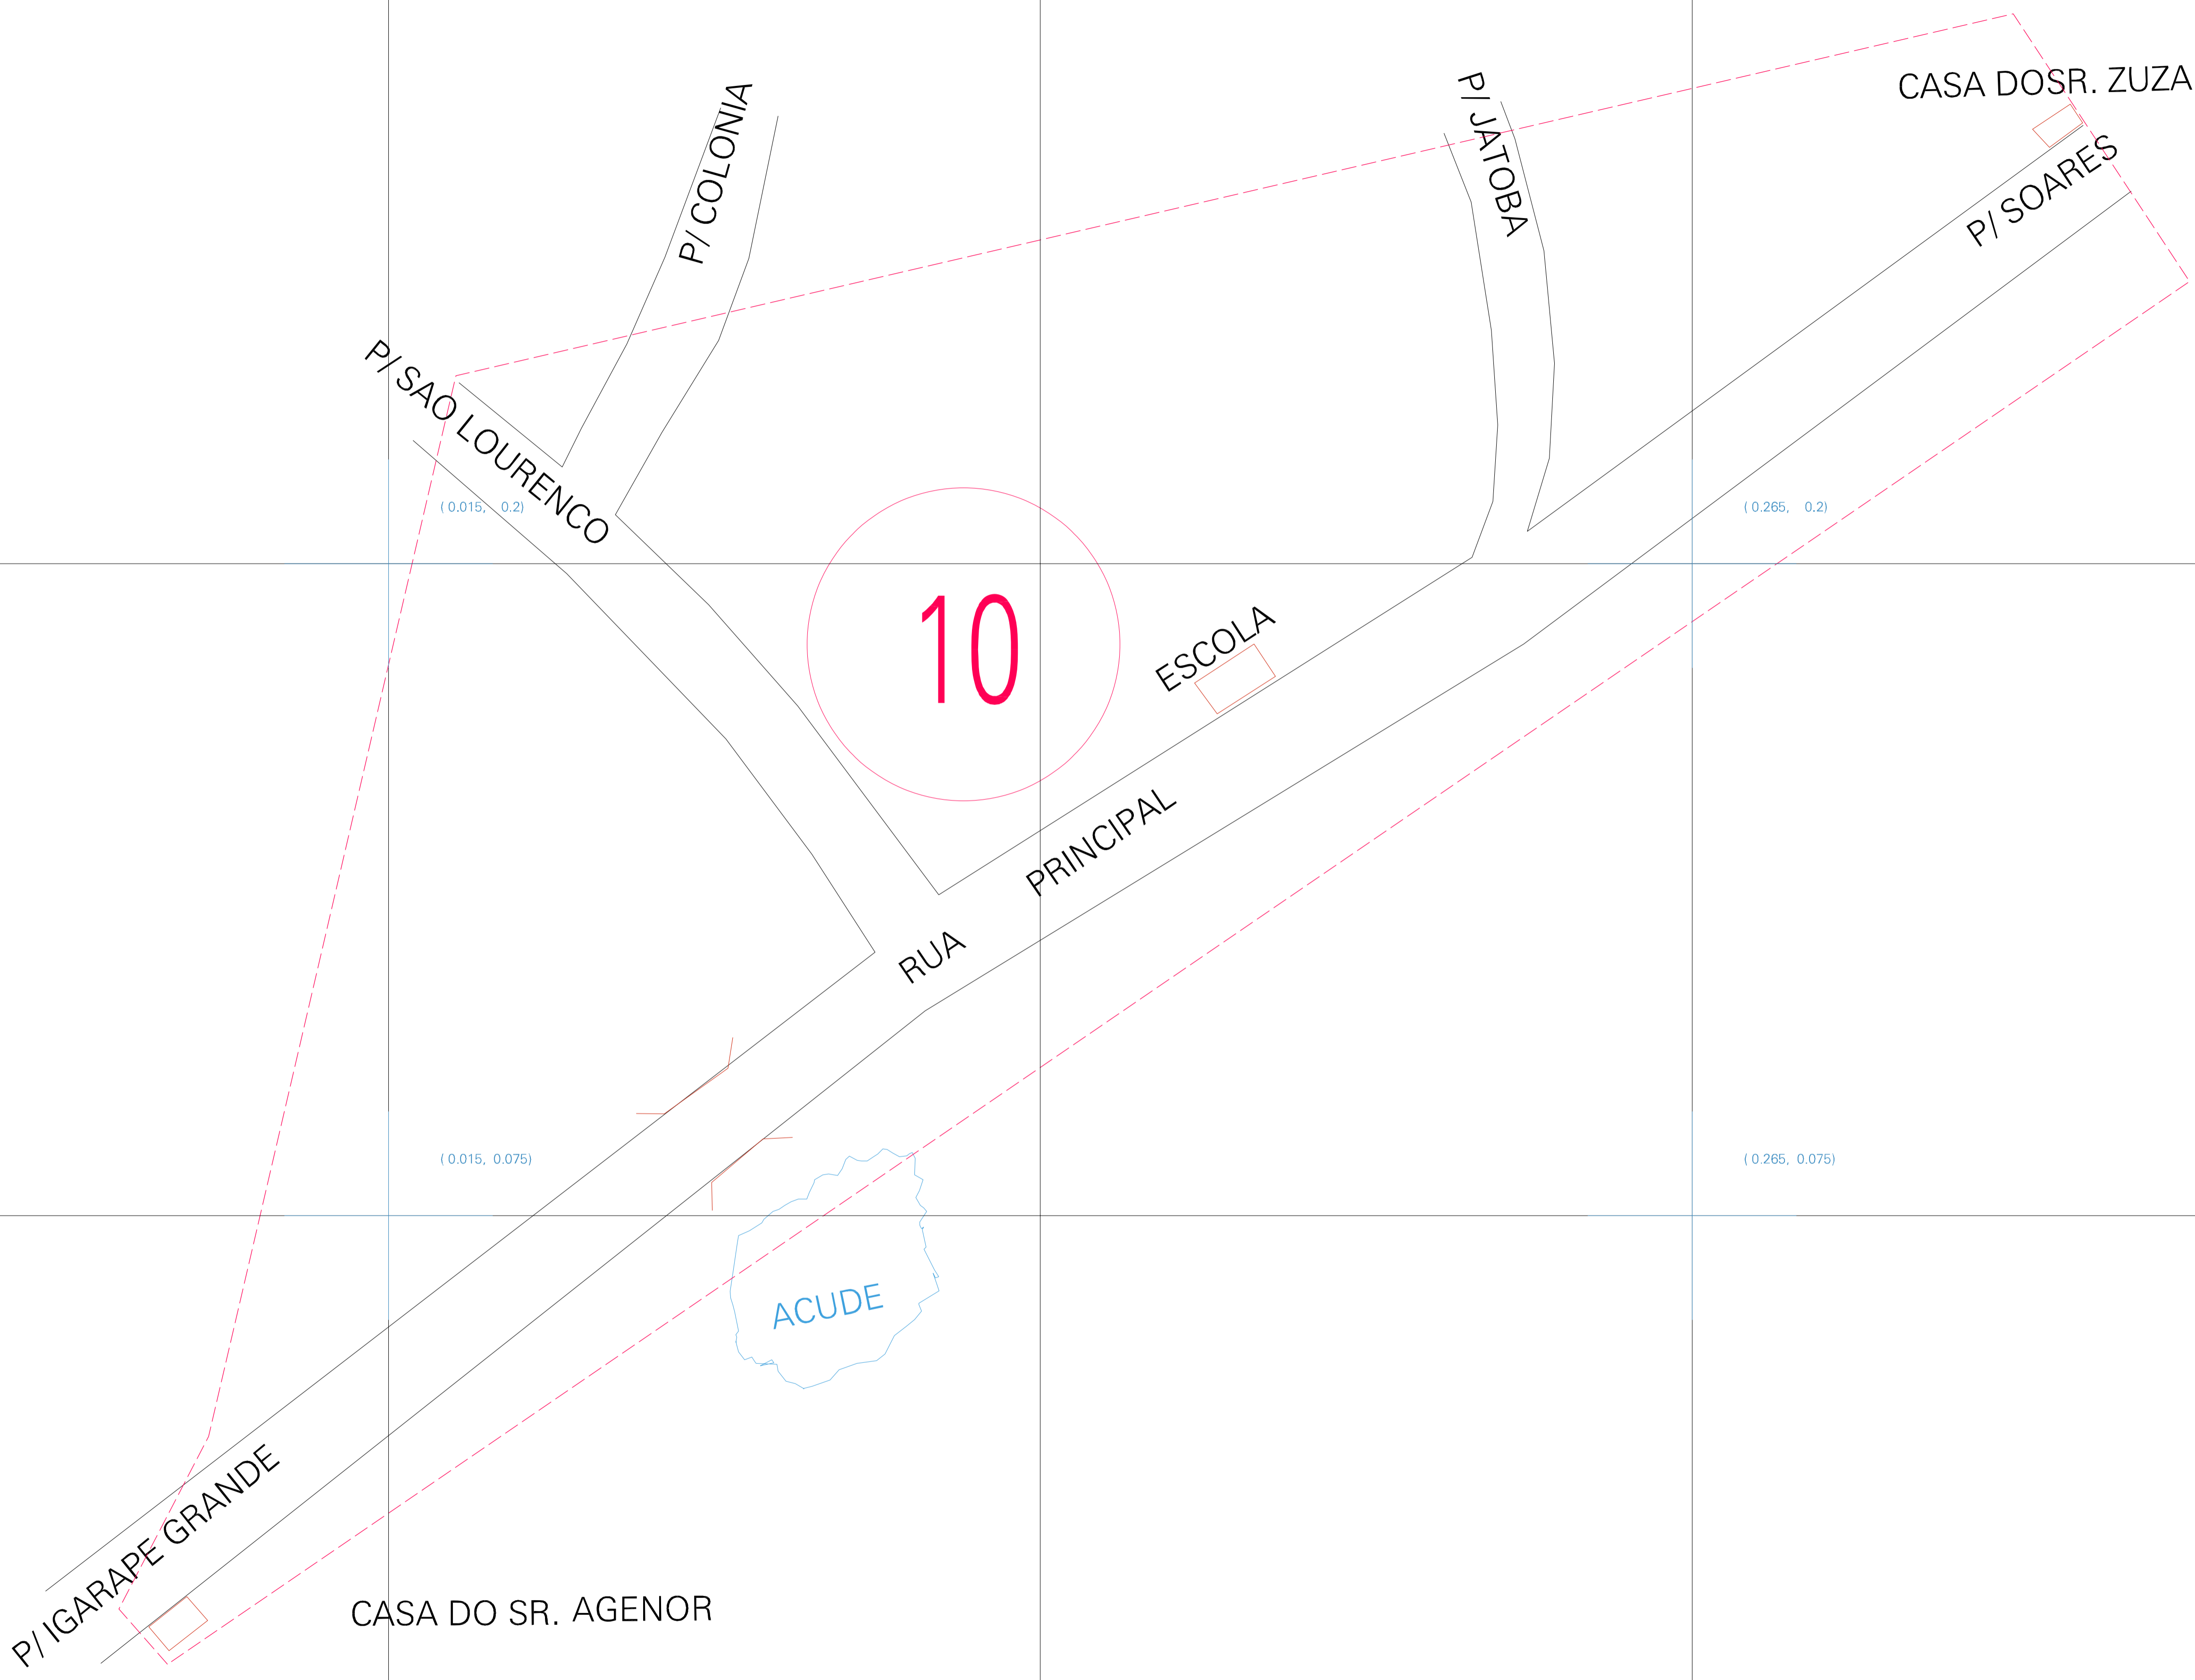 CASA DOSR. ZUZA
P/ COLONIA
P/ JATOBA
P/ SOARES
P/ SAO LOURENCO
( 0.015, 0.2)
( 0.265, 0.2)
10
ESCOLA
PRINCIPAL
RUA
( 0.015, 0.075)
( 0.265, 0.075)
ACUDE
P/ IGARAPE GRANDE
CASA DO SR. AGENOR